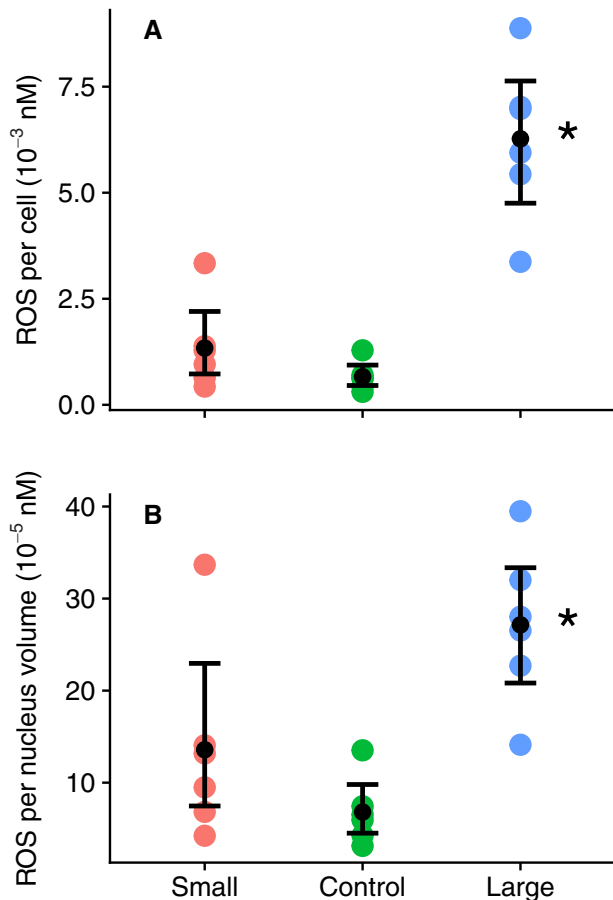 A
ROS per cell (10⁻³ nM)
7.5
5.0
2.5
0.0
*
B
ROS per nucleus volume (10⁻⁵ nM)
40
30
20
10
*
Small Control Large